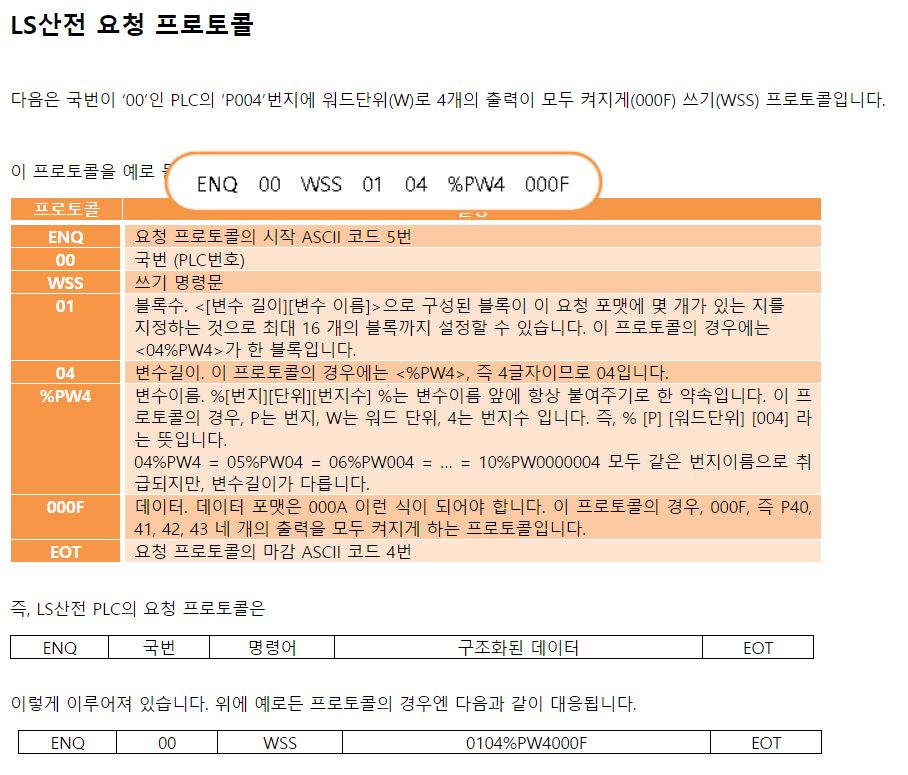 LS산전 요청 프로토콜
다음은 국번이 ‘00’인 PLC의 ‘P004’번지에 워드단위(W)로 4개의 출력이 모두 켜지게(000F) 쓰기(WSS) 프로토콜입니다.
이 프로토콜을 예로
ENQ 00 WSS 01 04 %PW4 000F
프로토콜
ENQ 요청 프로토콜의 시작 ASCII 코드 5번
00 국번 (PLC번호)
WSS 쓰기 명령문
01 블록수. <[변수 길이][변수 이름]>으로 구성된 블록이 이 요청 포맷에 몇 개가 있는 지를
지정하는 것으로 최대 16 개의 블록까지 설정할 수 있습니다. 이 프로토콜의 경우에는
<04%PW4>가 한 블록입니다.
04 변수길이. 이 프로토콜의 경우에는 <%PW4>, 즉 4글자이므로 04입니다.
%PW4 변수이름. %[번지][단위][번지수] %는 변수이름 앞에 항상 붙여주기로 한 약속입니다. 이 프
로토콜의 경우, P는 번지, W는 워드 단위, 4는 번지수 입니다. 즉, % [P] [워드단위] [004] 라
는 뜻입니다.
04%PW4 = 05%PW04 = 06%PW004 = ... = 10%PW0000004 모두 같은 번지이름으로 취
급되지만, 변수길이가 다릅니다.
000F 데이터. 데이터 포맷은 000A 이런 식이 되어야 합니다. 이 프로토콜의 경우, 000F, 즉 P40,
41, 42, 43 네 개의 출력을 모두 켜지게 하는 프로토콜입니다.
EOT 요청 프로토콜의 마감 ASCII 코드 4번
즉, LS산전 PLC의 요청 프로토콜은
ENQ 국번 명령어 구조화된 데이터 EOT
이렇게 이루어져 있습니다. 위에 예로든 프로토콜의 경우엔 다음과 같이 대응됩니다.
ENQ 00 WSS 0104%PW4000F EOT